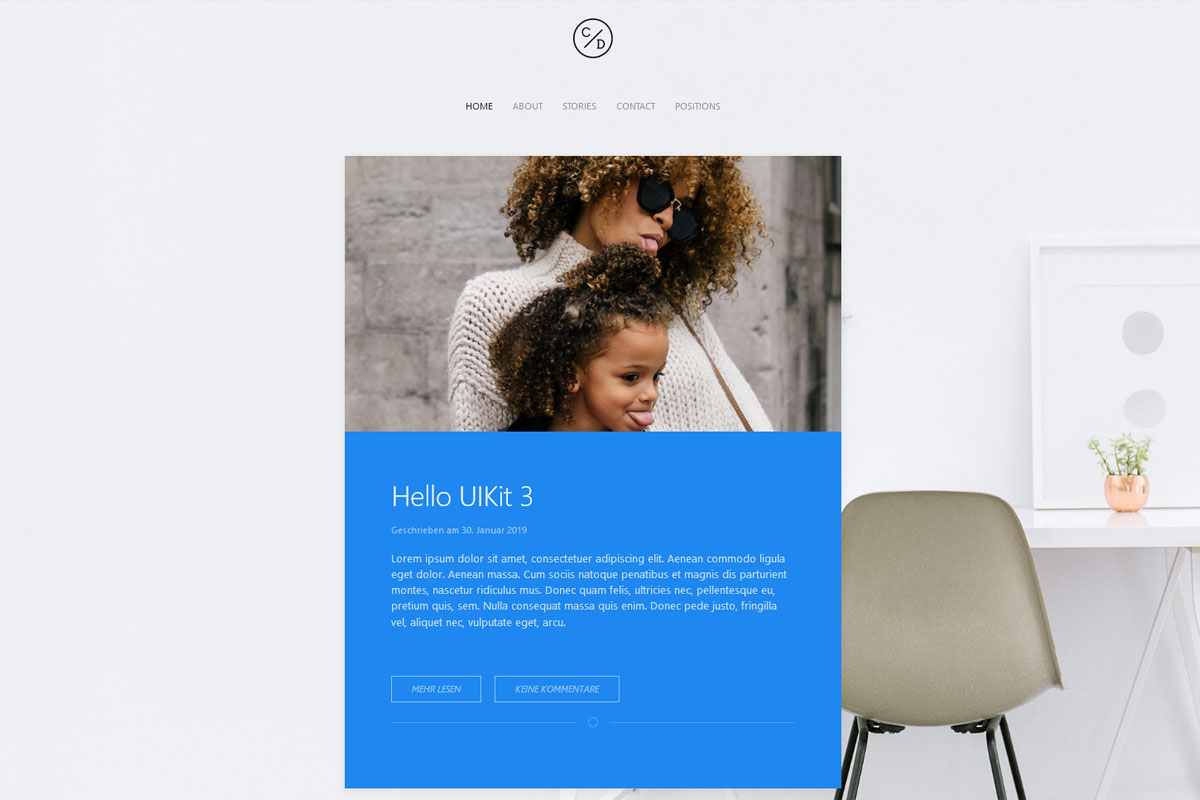 C/D
HOME ABOUT STORIES CONTACT POSITIONS
Hello UIKit 3
Geschrieben am 30. Januar 2019
Lorem ipsum dolor sit amet, consectetuer adipiscing elit. Aenean commodo ligula
eget dolor. Aenean massa. Cum sociis natoque penatibus et magnis dis parturient
montes, nascetur ridiculus mus. Donec quam felis, ultricies nec, pellentesque eu,
pretium quis, sem. Nulla consequat massa quis enim. Donec pede justo, fringilla
vel, aliquet nec, vulputate eget, arcu.
MEHR LESEN KEINE KOMMENTARE